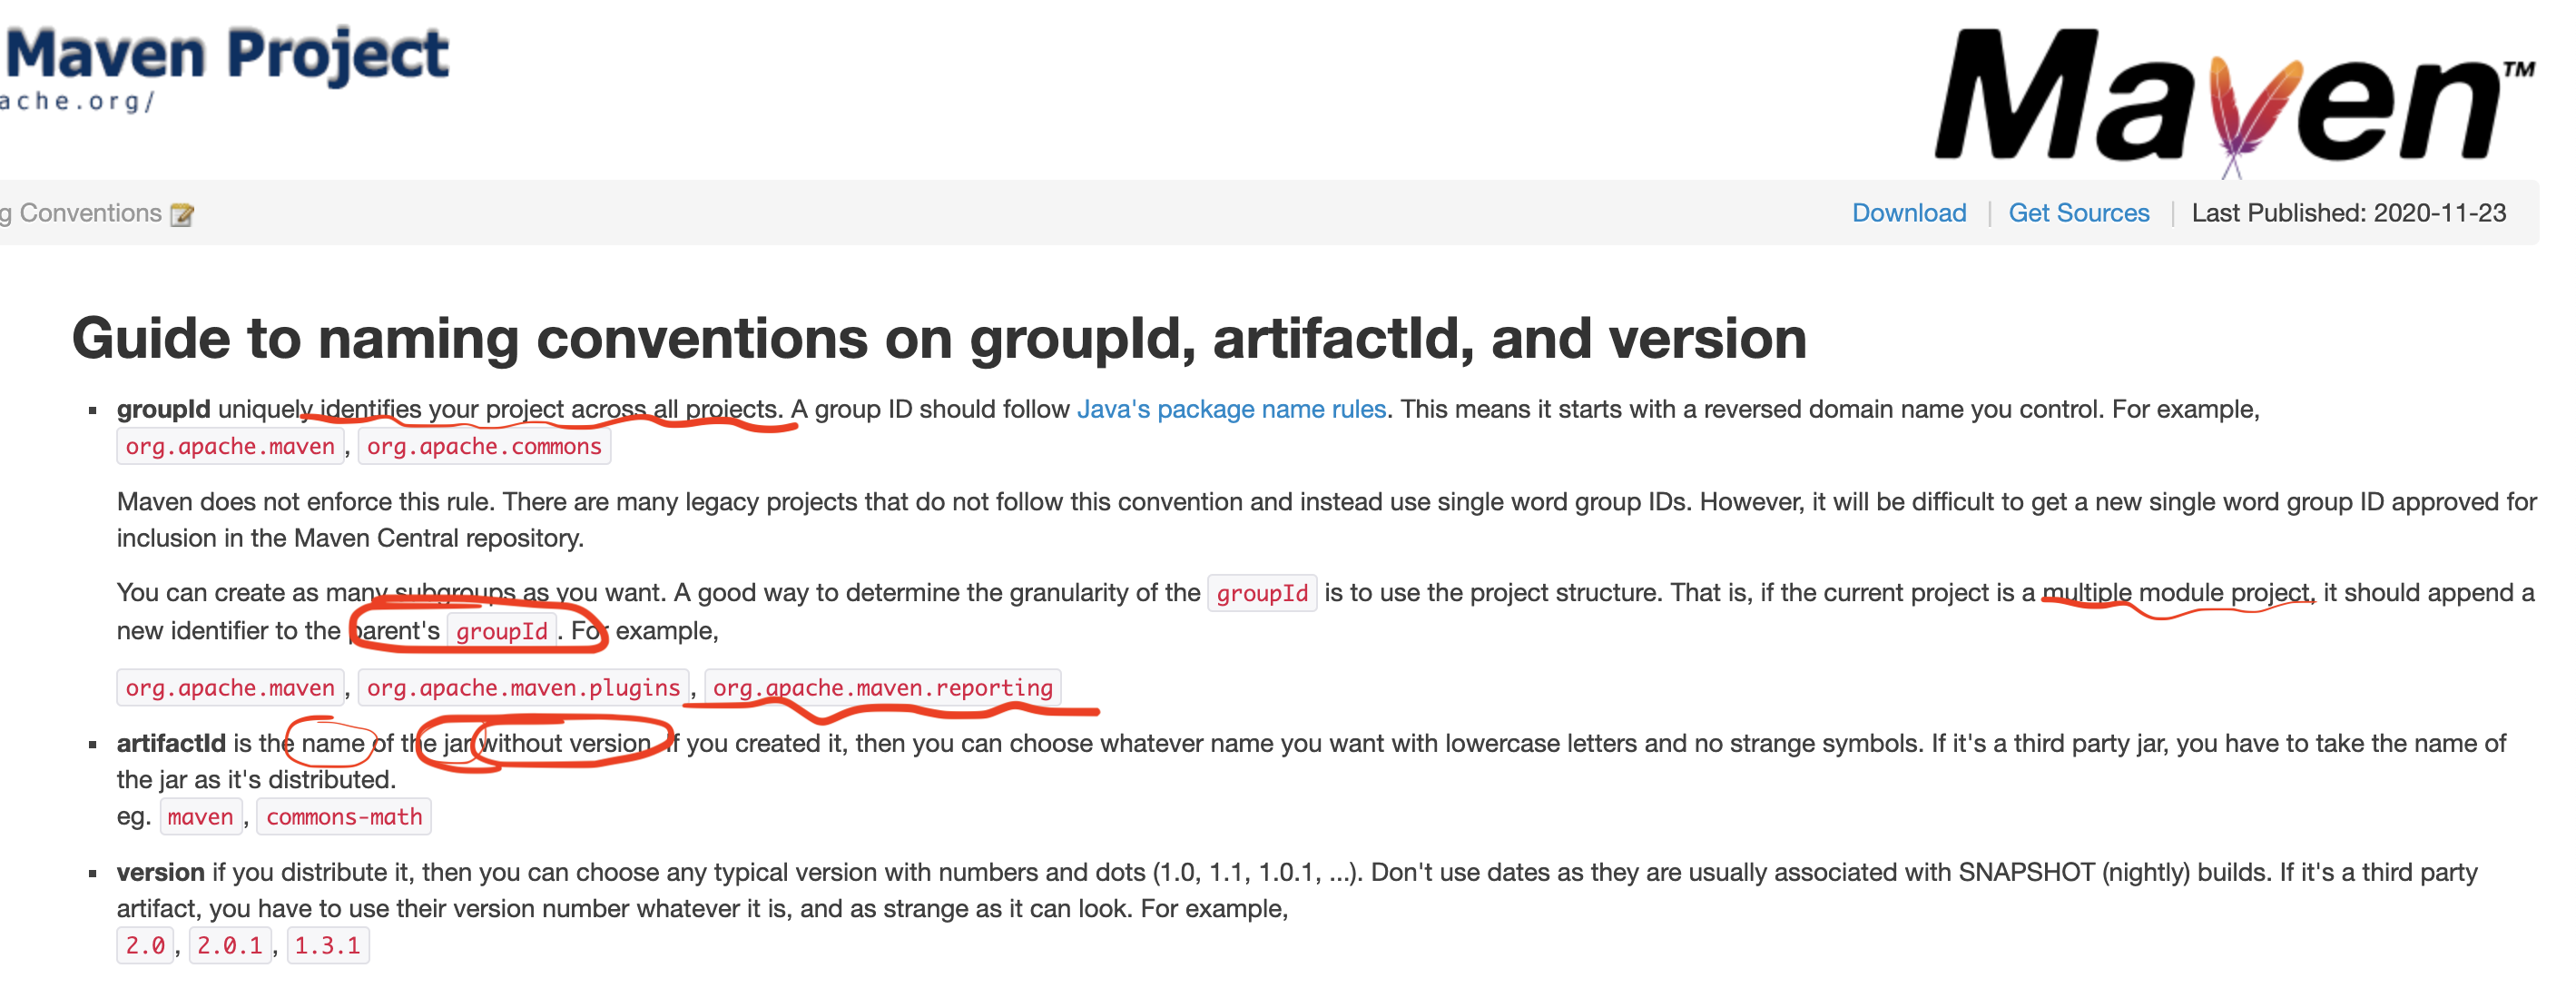 Maven Project
ache.org/
Maven™
g Conventions
Download | Get Sources | Last Published: 2020-11-23
Guide to naming conventions on groupId, artifactId, and version
▪ groupId uniquely identifies your project across all projects. A group ID should follow Java's package name rules. This means it starts with a reversed domain name you control. For example,
org.apache.maven, org.apache.commons
Maven does not enforce this rule. There are many legacy projects that do not follow this convention and instead use single word group IDs. However, it will be difficult to get a new single word group ID approved for
inclusion in the Maven Central repository.
You can create as many subgroups as you want. A good way to determine the granularity of the groupId is to use the project structure. That is, if the current project is a multiple module project, it should append a
new identifier to the parent's groupId. For example,
org.apache.maven, org.apache.maven.plugins, org.apache.maven.reporting
▪ artifactId is the name of the jar without version. If you created it, then you can choose whatever name you want with lowercase letters and no strange symbols. If it's a third party jar, you have to take the name of
the jar as it's distributed.
eg. maven, commons-math
▪ version if you distribute it, then you can choose any typical version with numbers and dots (1.0, 1.1, 1.0.1, ...). Don't use dates as they are usually associated with SNAPSHOT (nightly) builds. If it's a third party
artifact, you have to use their version number whatever it is, and as strange as it can look. For example,
2.0, 2.0.1, 1.3.1